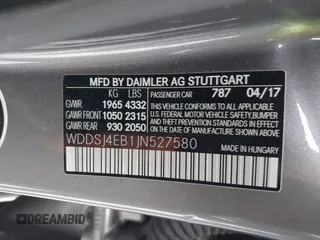 MFD BY DAIMLER AG STUTTGART
KG LBS PASSENGER CAR 787 04/17
GVWR 1965 4332
GAWR FRONT 1050 2315
GAWR REAR 930 2050
THIS VEHICLE CONFORMS TO ALL APPLICABLE
U.S. FEDERAL MOTOR VEHICLE SAFETY
BUMPER, AND THEFT PREVENTION STANDARDS
IN EFFECT ON THE DATE OF MANUFACTURE
SHOWN ABOVE.
WDDSJ4EB1JN527580
MADE IN HUNGARY
DREAMBID